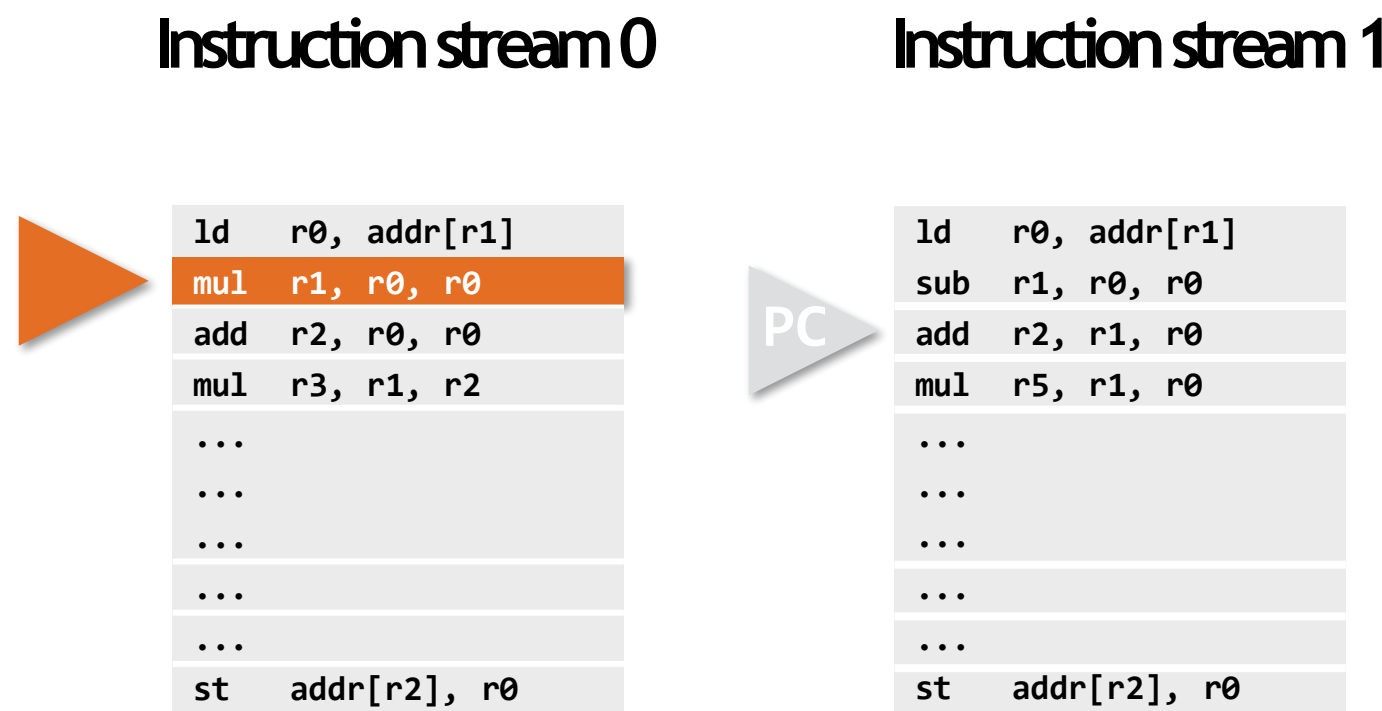 Instruction stream 0
ld r0, addr[r1]
mul r1, r0, r0
add r2, r0, r0
mul r3, r1, r2
...
...
...
...
...
st addr[r2], r0
Instruction stream 1
PC
ld r0, addr[r1]
sub r1, r0, r0
add r2, r1, r0
mul r5, r1, r0
...
...
...
...
...
st addr[r2], r0